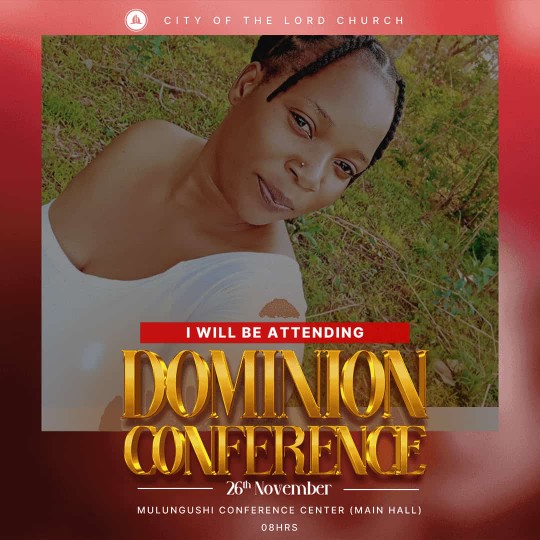 CITY OF THE LORD CHURCH
I WILL BE ATTENDING
DOMINION
CONFERENCE
26th November
MULUNGUSHI CONFERENCE CENTER (MAIN HALL)
08HRS